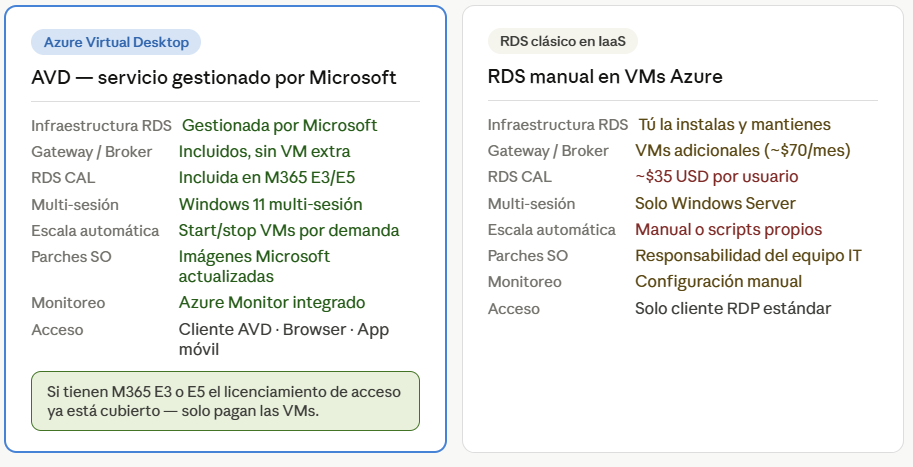 Azure Virtual Desktop
AVD — servicio gestionado por Microsoft
Infraestructura RDS Gestionada por Microsoft
Gateway / Broker Incluidos, sin VM extra
RDS CAL Incluida en M365 E3/E5
Multi-sesión Windows 11 multi-sesión
Escala automática Start/stop VMs por demanda
Parches SO Imágenes Microsoft
actualizadas
Monitoreo Azure Monitor integrado
Acceso Cliente AVD · Browser · App
móvil
Si tienen M365 E3 o E5 el licenciamiento de acceso
ya está cubierto — solo pagan las VMs.
RDS clásico en IaaS
RDS manual en VMs Azure
Infraestructura RDS Tú la instalas y mantienes
Gateway / Broker VMs adicionales (~$70/mes)
RDS CAL ~$35 USD por usuario
Multi-sesión Solo Windows Server
Escala automática Manual o scripts propios
Parches SO Responsabilidad del equipo IT
Monitoreo Configuración manual
Acceso Solo cliente RDP estándar